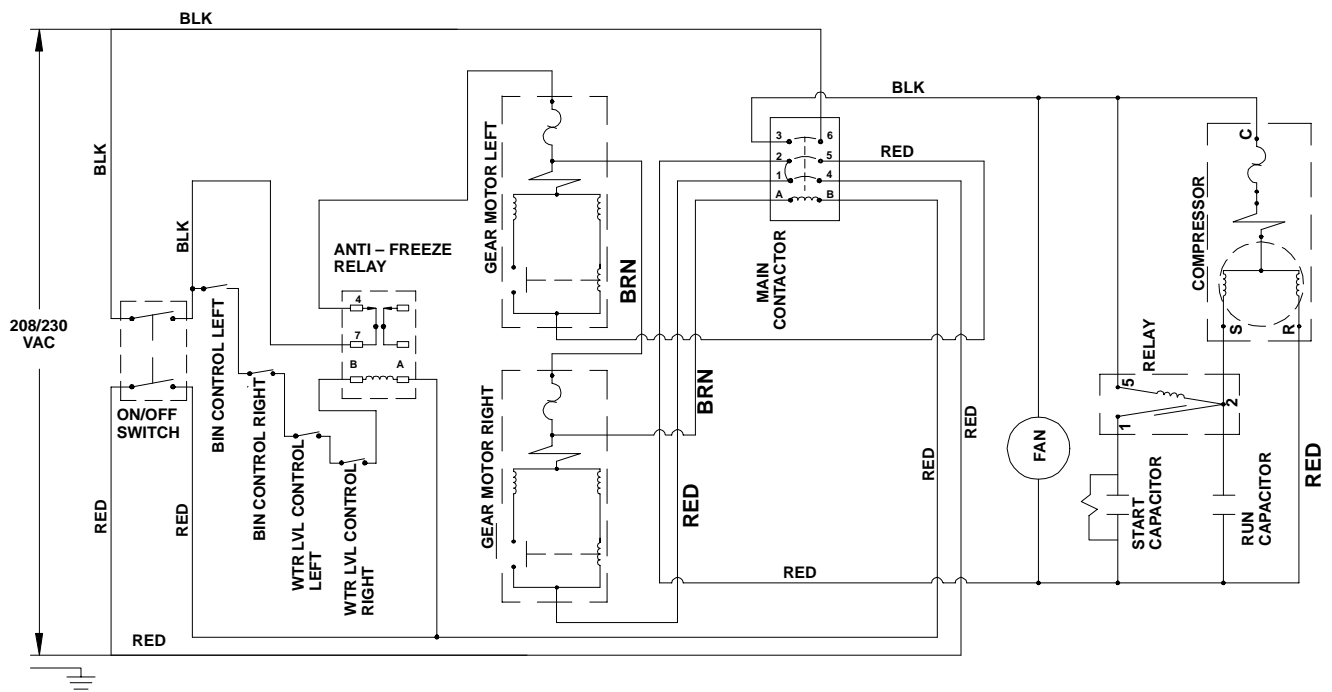 BLK
BLK
3
6
2
5
RED
1
4
A
B
C
COMPRESSOR
BLK
GEAR MOTOR LEFT
BLK
ANTI – FREEZE
RELAY
BRN
MAIN
CONTACTOR
4
7
B
A
208/230
VAC
BIN CONTROL LEFT
S
R
RELAY
5
2
1
ON/OFF
SWITCH
BIN CONTROL RIGHT
BRN
GEAR MOTOR RIGHT
RED
FAN
RED
RED
RED
RED
WTR LVL CONTROL
LEFT
WTR LVL CONTROL
RIGHT
RED
START
CAPACITOR
RUN
CAPACITOR
RED
RED
RED